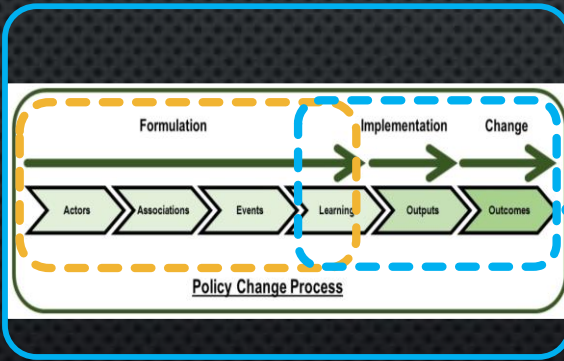 Formulation Implementation Change
Actors Associations Events Learning Outputs Outcomes
Policy Change Process